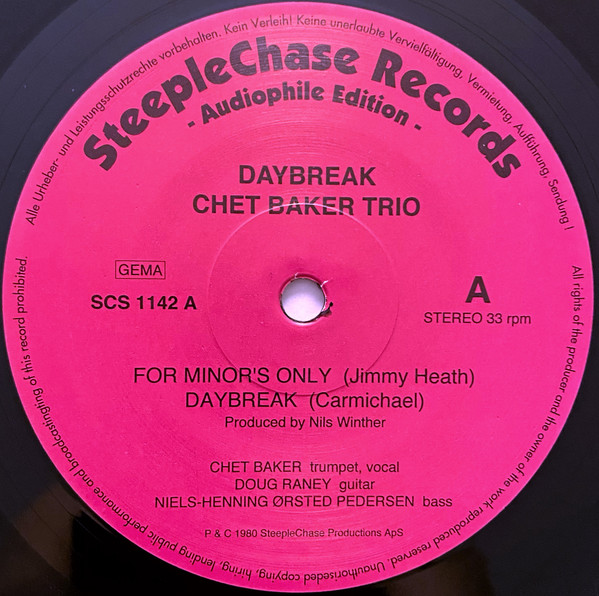 Alle Urheber- und Leistungsschutzrechte vorbehalten. Kein Verleih! Keine unerlaubte Vervielfältigung, Vermietung, Aufführung, Sendung !
SteepleChase Records
- Audiophile Edition -
DAYBREAK
CHET BAKER TRIO
GEMA
SCS 1142 A
A
STEREO 33 rpm
FOR MINOR'S ONLY (Jimmy Heath)
DAYBREAK (Carmichael)
Produced by Nils Winther
CHET BAKER trumpet, vocal
DOUG RANEY guitar
NIELS-HENNING ØRSTED PEDERSEN bass
P & C 1980 SteepleChase Productions ApS
All rights of the producer and the owner of the work reproduced reserved. Unauthorised copying, hiring, lending public performance and broadcastingting of this record prohibited.